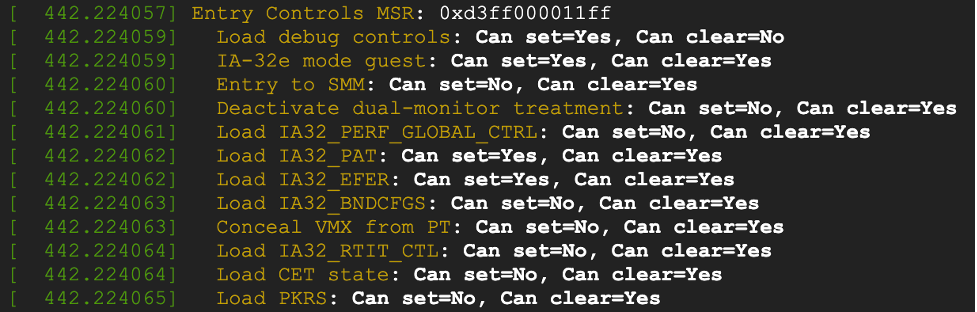 [  442.224057] Entry Controls MSR: 0xd3ff000011ff
[  442.224059]   Load debug controls: Can set=Yes, Can clear=No
[  442.224059]   IA-32e mode guest: Can set=Yes, Can clear=Yes
[  442.224060]   Entry to SMM: Can set=No, Can clear=Yes
[  442.224060]   Deactivate dual-monitor treatment: Can set=No, Can clear=Yes
[  442.224061]   Load IA32_PERF_GLOBAL_CTRL: Can set=No, Can clear=Yes
[  442.224062]   Load IA32_PAT: Can set=Yes, Can clear=Yes
[  442.224062]   Load IA32_EFER: Can set=Yes, Can clear=Yes
[  442.224063]   Load IA32_BNDCFGS: Can set=No, Can clear=Yes
[  442.224063]   Conceal VMX from PT: Can set=No, Can clear=Yes
[  442.224064]   Load IA32_RTIT_CTL: Can set=No, Can clear=Yes
[  442.224064]   Load CET state: Can set=No, Can clear=Yes
[  442.224065]   Load PKRS: Can set=No, Can clear=Yes